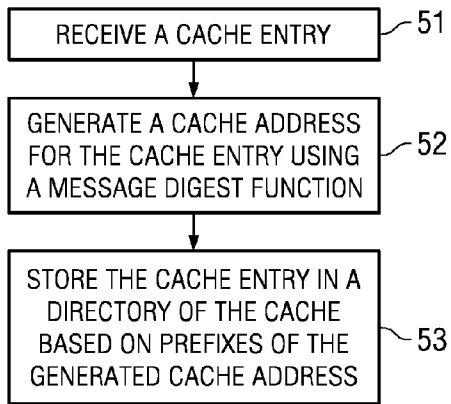 RECEIVE A CACHE ENTRY
51
GENERATE A CACHE ADDRESS
FOR THE CACHE ENTRY USING
A MESSAGE DIGEST FUNCTION
52
STORE THE CACHE ENTRY IN A
DIRECTORY OF THE CACHE
BASED ON PREFIXES OF THE
GENERATED CACHE ADDRESS
53